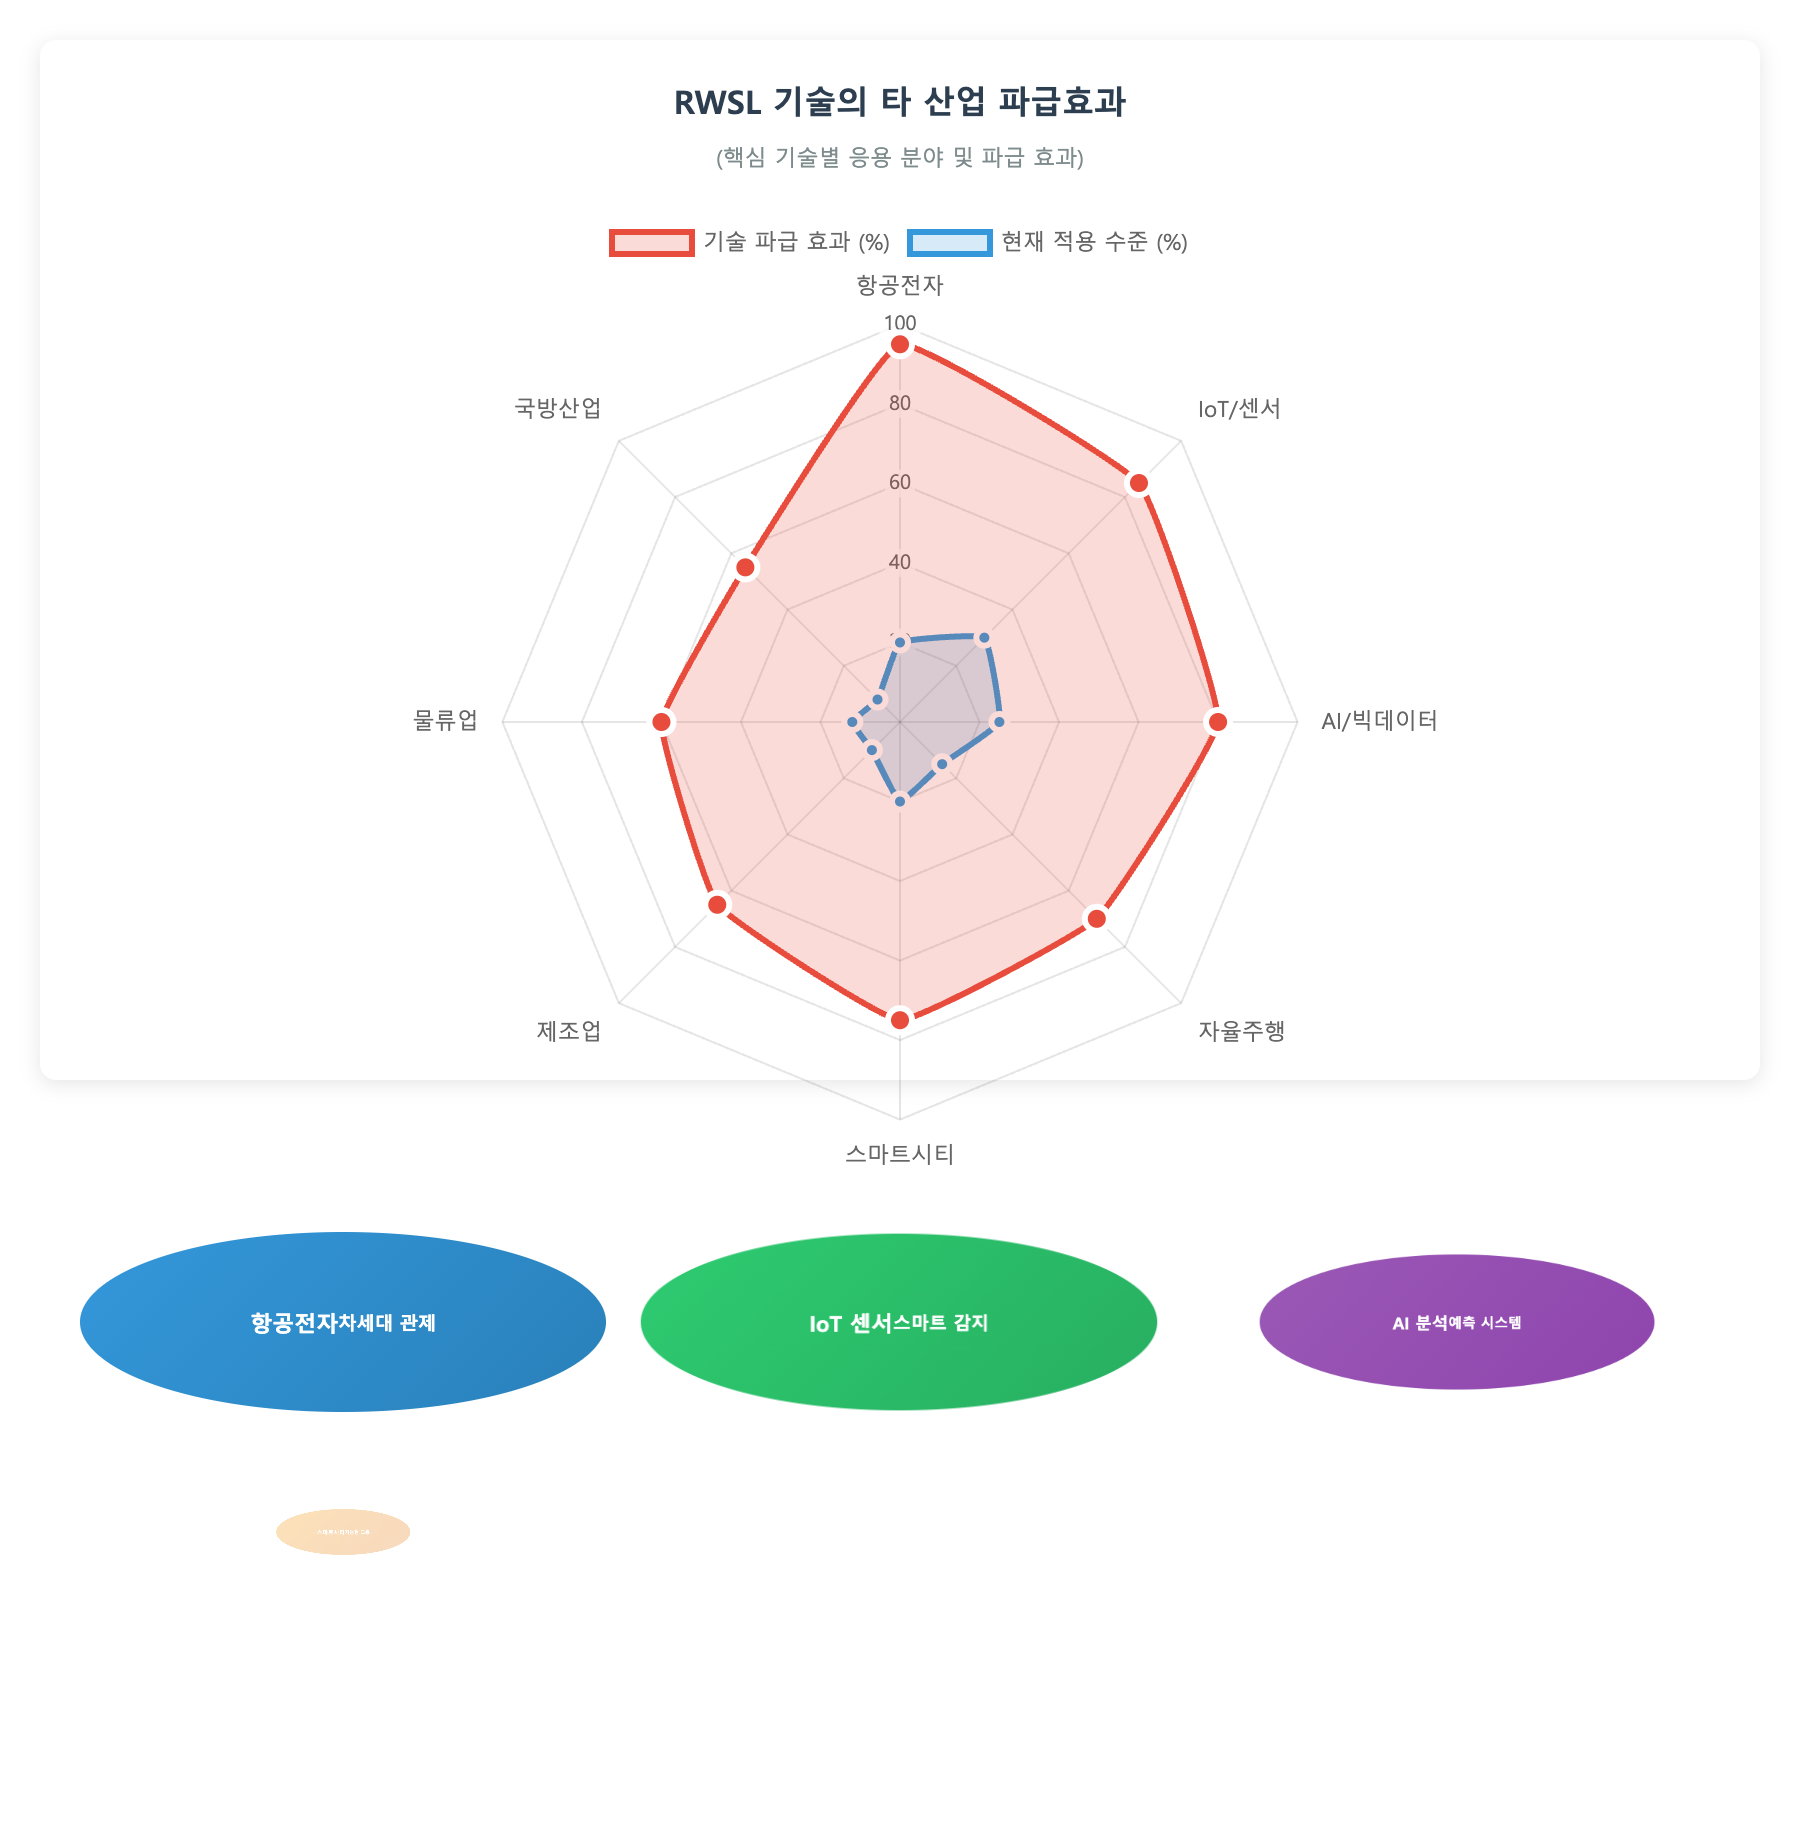 RWSL 기술의 타 산업 파급효과
(핵심 기술별 응용 분야 및 파급 효과)
기술 파급 효과 (%) 현재 적용 수준 (%)
항공전자
100
국방산업
IoT/센서
80
60
40
물류업
AI/빅데이터
제조업
자율주행
스마트시티
항공전자차세대 관제
IoT 센서스마트 감지
AI 분석예측 시스템